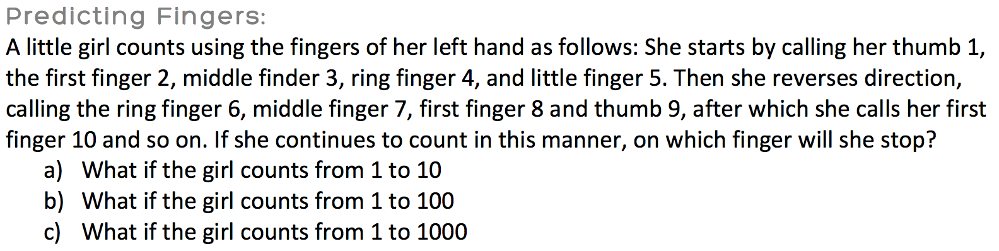 Predicting Fingers:
A little girl counts using the fingers of her left hand as follows: She starts by calling her thumb 1,
the first finger 2, middle finder 3, ring finger 4, and little finger 5. Then she reverses direction,
calling the ring finger 6, middle finger 7, first finger 8 and thumb 9, after which she calls her first
finger 10 and so on. If she continues to count in this manner, on which finger will she stop?
a) What if the girl counts from 1 to 10
b) What if the girl counts from 1 to 100
c) What if the girl counts from 1 to 1000